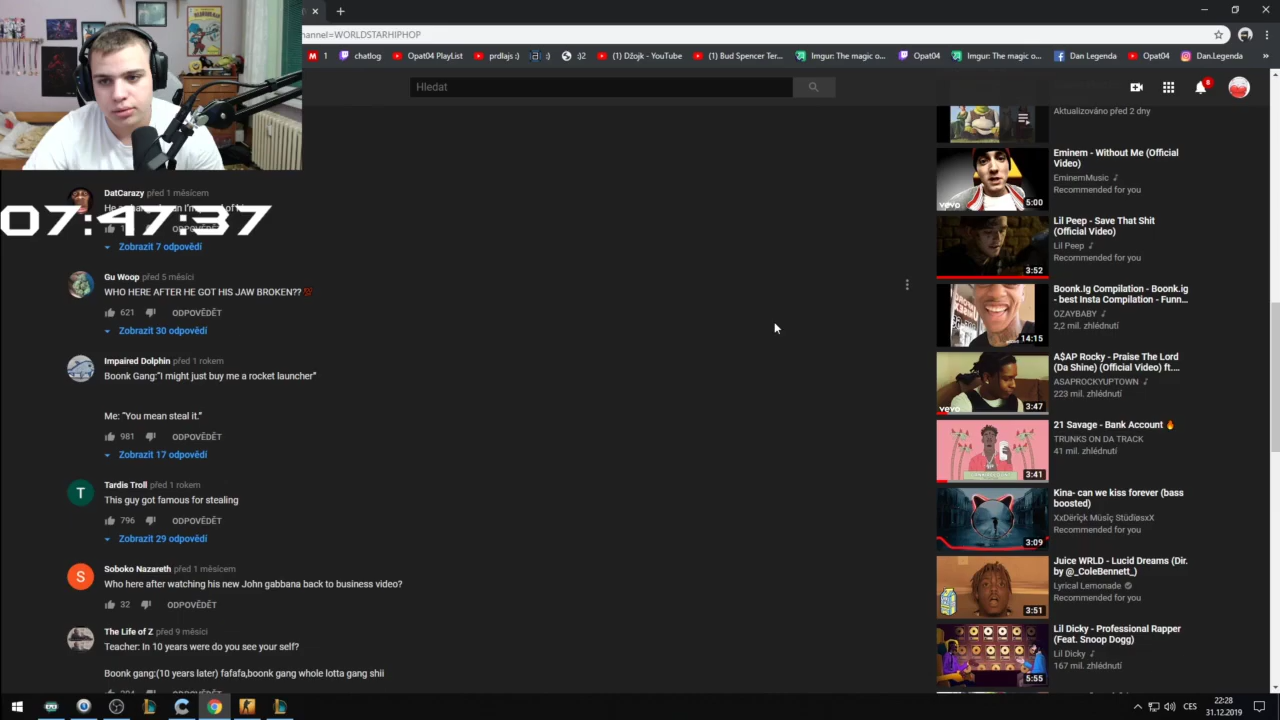 hannel=WORLDSTARHIPHOP
M 1
chatlog
Opat04 PlayList
prdlajs :)
a :)
:2
(1) Džojk - YouTube
(1) Bud Spencer Ter...
Imgur: The magic o...
Opat04
Imgur: The magic o...
Dan Legenda
Opat04
Dan.Legenda
»
Hledat
8
Aktualizováno před 2 dny
Eminem - Without Me (Official
Video)
EminemMusic
Recommended for you
vevo
5:00
DatCarazy před 1 měsícem
07:47:37
Zobrazit 7 odpovědí
Lil Peep - Save That Shit
(Official Video)
Lil Peep
Recommended for you
3:52
Gu Woop před 5 měsíci
WHO HERE AFTER HE GOT HIS JAW BROKEN?? 💯
621 ODPOVĚDĚT
Zobrazit 30 odpovědí
Boonk.Ig Compilation - Boonk.ig
- best Insta Compilation - Funn...
OZAYBABY
2,2 mil. zhlédnutí
14:15
Impaired Dolphin před 1 rokem
Boonk Gang:"I might just buy me a rocket launcher"
Me: "You mean steal it."
981 ODPOVĚDĚT
Zobrazit 17 odpovědí
A$AP Rocky - Praise The Lord
(Da Shine) (Official Video) ft....
ASAPROCKYUPTOWN
223 mil. zhlédnutí
vevo
3:47
21 Savage - Bank Account 🔥
TRUNKS ON DA TRACK
41 mil. zhlédnutí
3:41
T
Tardis Troll před 1 rokem
This guy got famous for stealing
796 ODPOVĚDĚT
Zobrazit 29 odpovědí
Kina- can we kiss forever (bass
boosted)
XxDërîçk Müsîç StüdîøsxX
Recommended for you
3:09
S
Soboko Nazareth před 1 měsícem
Who here after watching his new John gabbana back to business video?
32 ODPOVĚDĚT
Juice WRLD - Lucid Dreams (Dir.
by @_ColeBennett_)
Lyrical Lemonade
Recommended for you
3:51
The Life of Z před 9 měsíci
Teacher: In 10 years were do you see your self?
Boonk gang:(10 years later) fafafa,boonk gang whole lotta gang shii
Lil Dicky - Professional Rapper
(Feat. Snoop Dogg)
Lil Dicky
167 mil. zhlédnutí
5:55
CES
22:28
31.12.2019